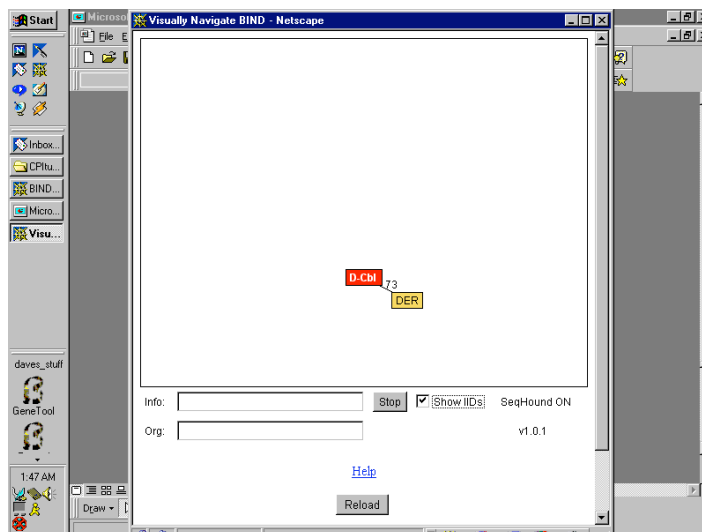 Start
Microso
Visually Navigate BIND - Netscape
File E
Inbox...
CPItu...
BIND...
Micro...
Visu...
D-Cbl
73
DER
daves_stuff
Info:
Stop
Show IIDs
SeqHound ON
GeneTool
Org:
v1.0.1
Help
1:47 AM
Reload
Draw